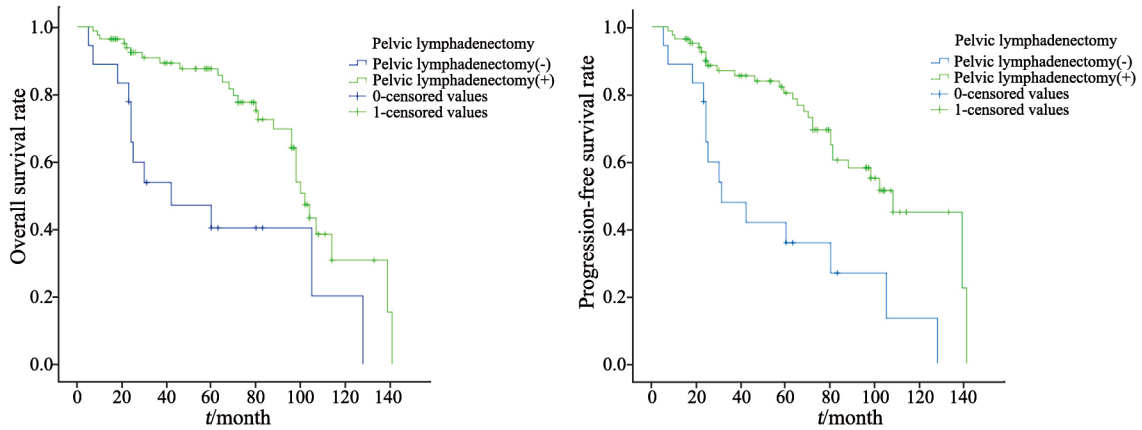 Overall survival rate
1.0
0.8
0.6
0.4
0.2
0.0
0 20 40 60 80 100 120 140
t/month
Pelvic lymphadenectomy
Pelvic lymphadenectomy(-)
Pelvic lymphadenectomy(+)
0-censored values
1-censored values
Progression-free survival rate
1.0
0.8
0.6
0.4
0.2
0.0
0 20 40 60 80 100 120 140
t/month
Pelvic lymphadenectomy
Pelvic lymphadenectomy(-)
Pelvic lymphadenectomy(+)
0-censored values
1-censored values